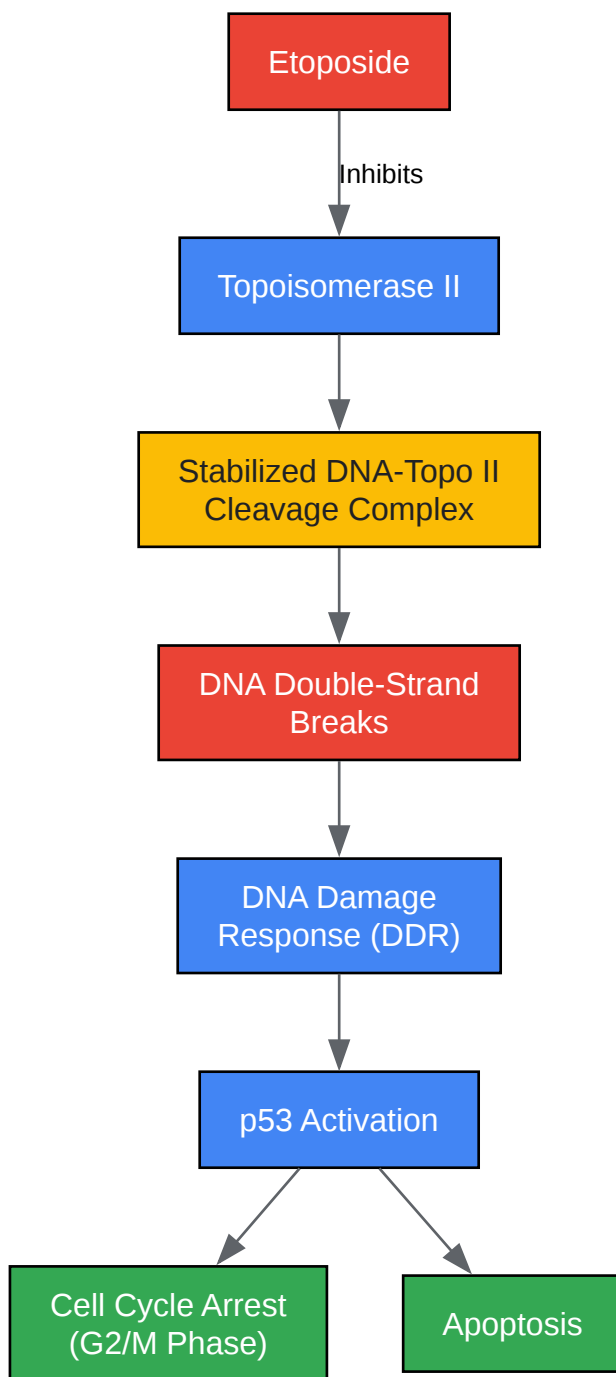 Etoposide
Inhibits
Topoisomerase II
Stabilized DNA-Topo II
Cleavage Complex
DNA Double-Strand
Breaks
DNA Damage
Response (DDR)
p53 Activation
Cell Cycle Arrest
(G2/M Phase)
Apoptosis